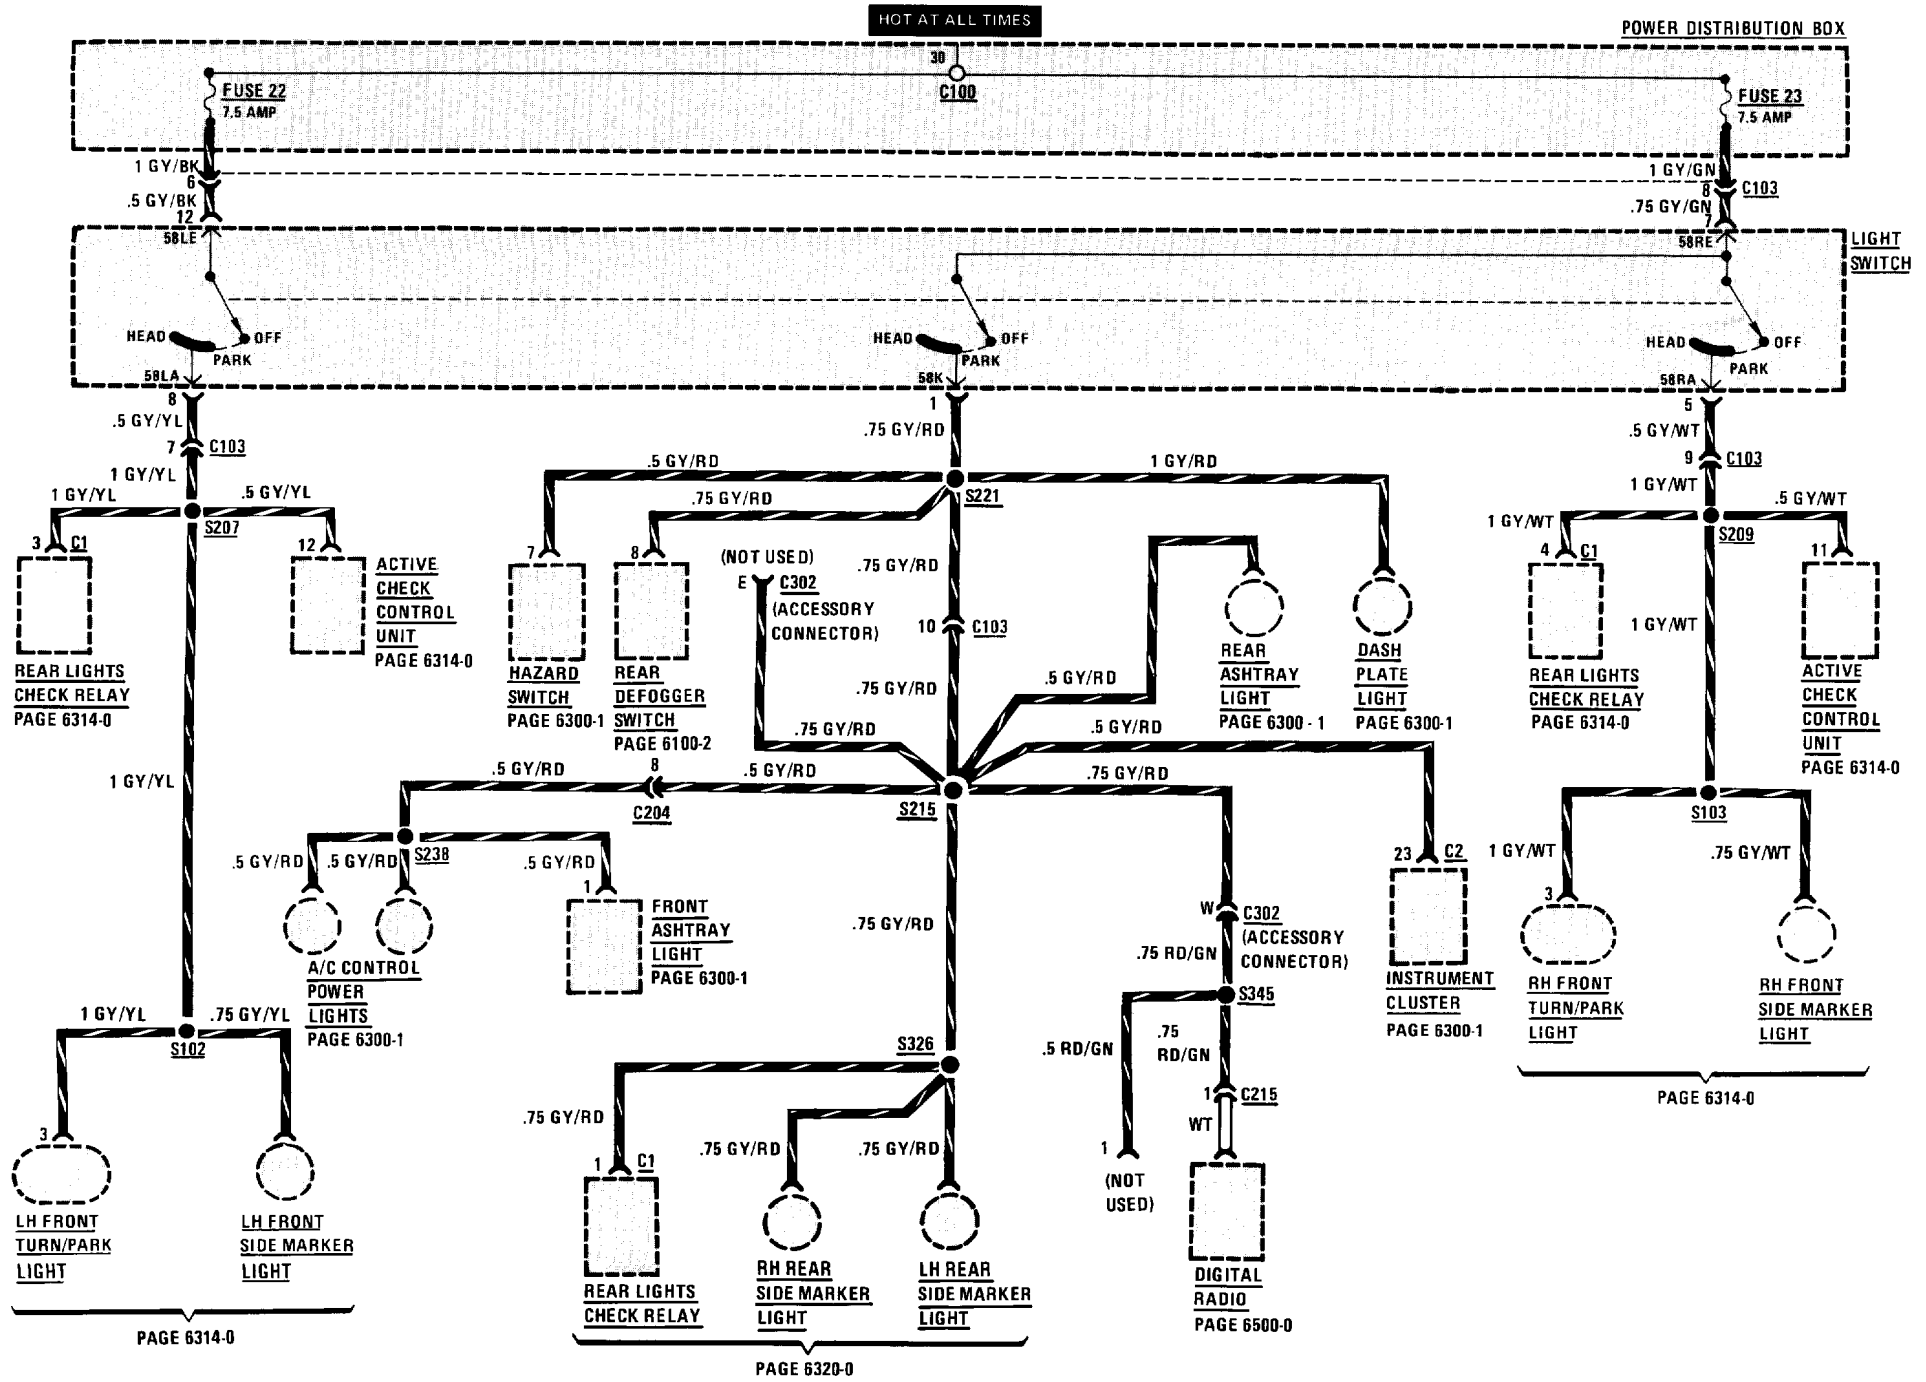 HOT AT ALL TIMES
POWER DISTRIBUTION BOX
30
C100
FUSE 22
7.5 AMP
FUSE 23
7.5 AMP
1 GY/BK
6
.5 GY/BK
12
1 GY/GN
8
C103
.75 GY/GN
7
58LE
58RE
LIGHT
SWITCH
HEAD
OFF
PARK
HEAD
OFF
PARK
HEAD
OFF
PARK
58LA
58K
58RA
8
1
5
.5 GY/YL
.75 GY/RD
.5 GY/WT
7
C103
9
C103
1 GY/YL
.5 GY/RD
1 GY/RD
1 GY/WT
1 GY/YL
.5 GY/YL
.75 GY/RD
S221
1 GY/WT
.5 GY/WT
S207
S209
3
C1
12
7
8
(NOT USED)
E
C302
(ACCESSORY
CONNECTOR)
.75 GY/RD
4
C1
11
ACTIVE
CHECK
CONTROL
UNIT
PAGE 6314-0
10
C103
1 GY/WT
REAR LIGHTS
CHECK RELAY
PAGE 6314-0
HAZARD
SWITCH
PAGE 6300-1
REAR
DEFOGGER
SWITCH
PAGE 6100-2
.75 GY/RD
.5 GY/RD
REAR
ASHTRAY
LIGHT
PAGE 6300 - 1
DASH
PLATE
LIGHT
PAGE 6300-1
REAR LIGHTS
CHECK RELAY
PAGE 6314-0
ACTIVE
CHECK
CONTROL
UNIT
PAGE 6314-0
.75 GY/RD
.5 GY/RD
1 GY/YL
.5 GY/RD
8
.5 GY/RD
.75 GY/RD
C204
S215
S103
.5 GY/RD
.5 GY/RD
S238
.5 GY/RD
1
23
C2
1 GY/WT
.75 GY/WT
3
FRONT
ASHTRAY
LIGHT
PAGE 6300-1
.75 GY/RD
W
C302
(ACCESSORY
CONNECTOR)
.75 RD/GN
A/C CONTROL
POWER
LIGHTS
PAGE 6300-1
INSTRUMENT
CLUSTER
PAGE 6300-1
RH FRONT
TURN/PARK
LIGHT
RH FRONT
SIDE MARKER
LIGHT
PAGE 6314-0
S345
1 GY/YL
.75 GY/YL
S102
S326
.5 RD/GN
.75
RD/GN
1
C215
WT
.75 GY/RD
.75 GY/RD
.75 GY/RD
3
1
C1
1
(NOT
USED)
LH FRONT
TURN/PARK
LIGHT
LH FRONT
SIDE MARKER
LIGHT
PAGE 6314-0
REAR LIGHTS
CHECK RELAY
RH REAR
SIDE MARKER
LIGHT
LH REAR
SIDE MARKER
LIGHT
PAGE 6320-0
DIGITAL
RADIO
PAGE 6500-0